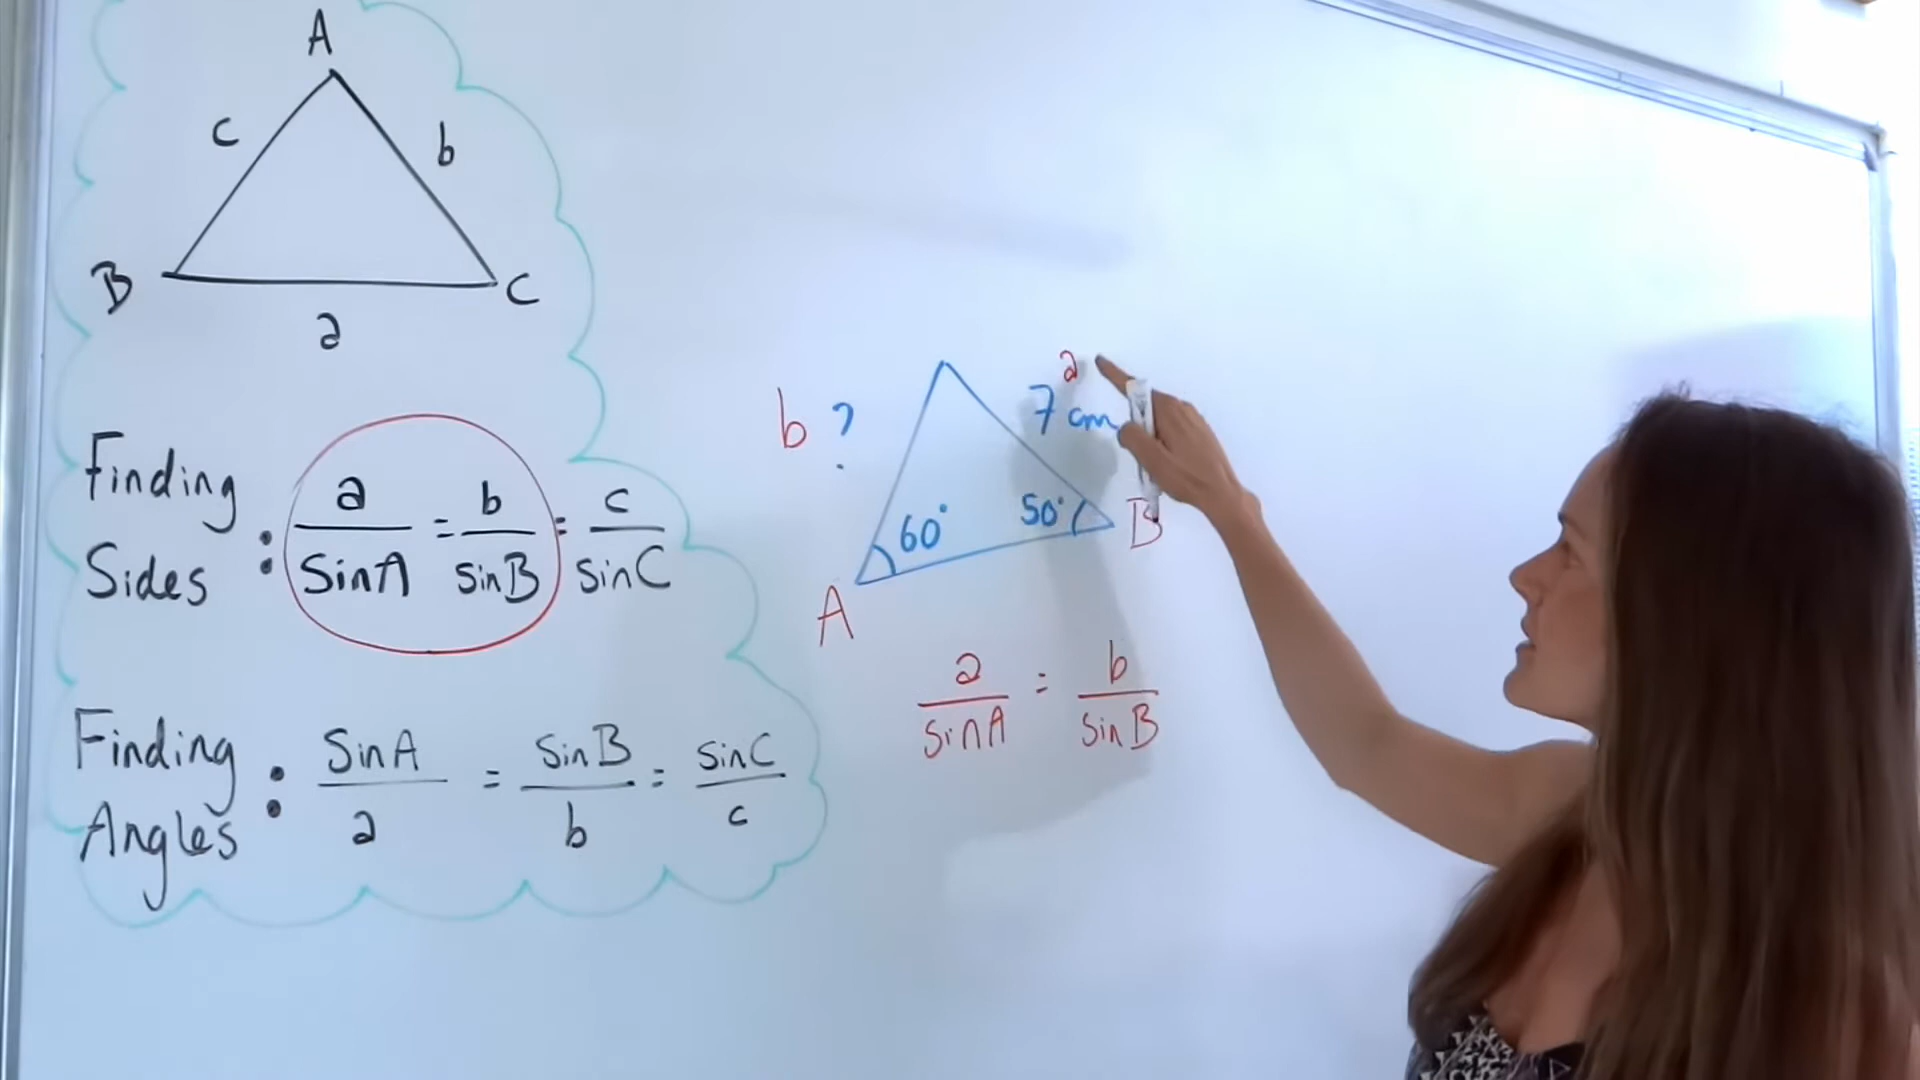 A
c b
B C
a
Finding
Sides : a/SinA = b/sinB = c/sinC
Finding
Angles : SinA/a = sinB/b = sinC/c
a
b ? 7 cm
60° 50° B
A
a/sinA = b/sinB